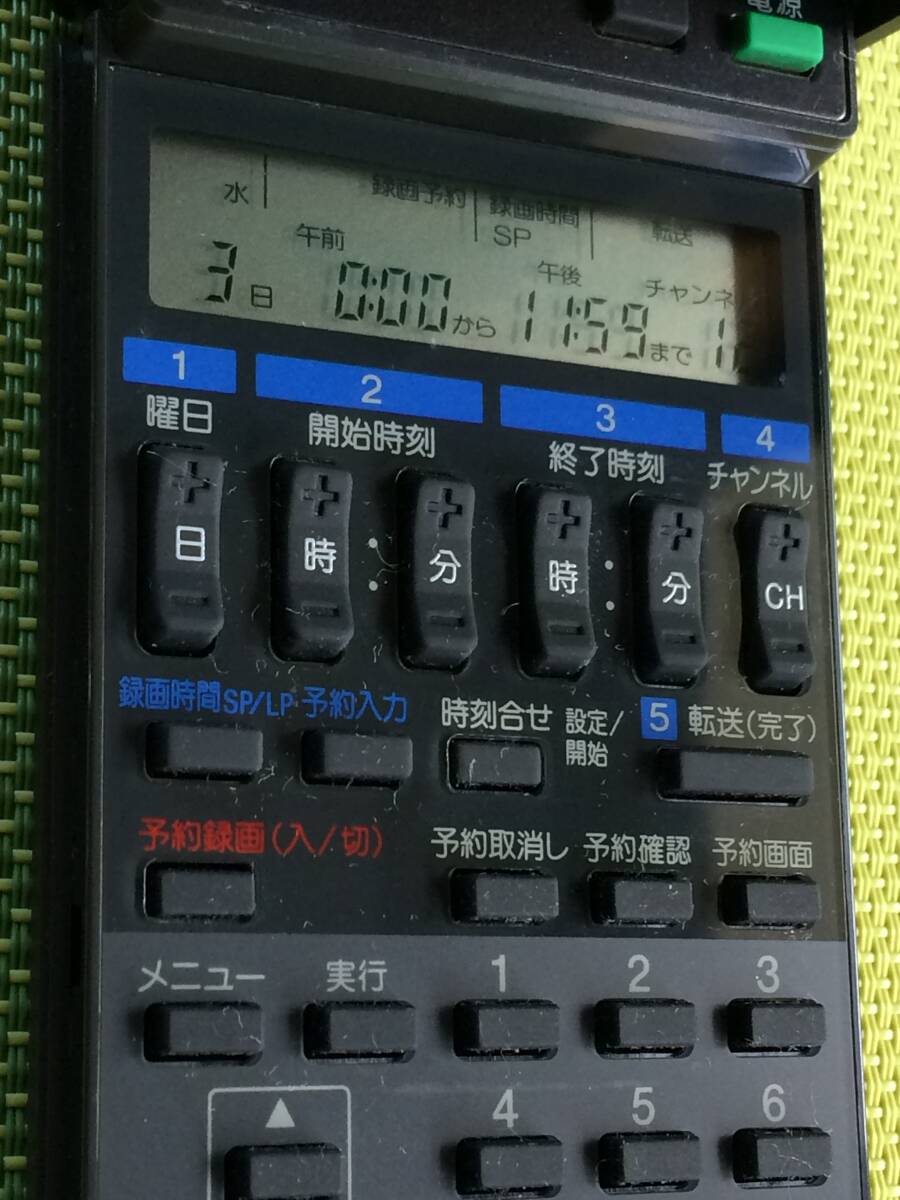 電源
水 録画予約 録画時間 転送
SP
午前 午後 チャンネ
3日 0:00から 11:59まで
1 2 3 4
曜日 開始時刻 終了時刻 チャンネル
日 時 分 時 分 CH
録画時間 SP/LP 予約入力 時刻合せ 設定/開始 5 転送(完了)
予約録画(入/切) 予約取消し 予約確認 予約画面
メニュー 実行 1 2 3
▲ 4 5 6